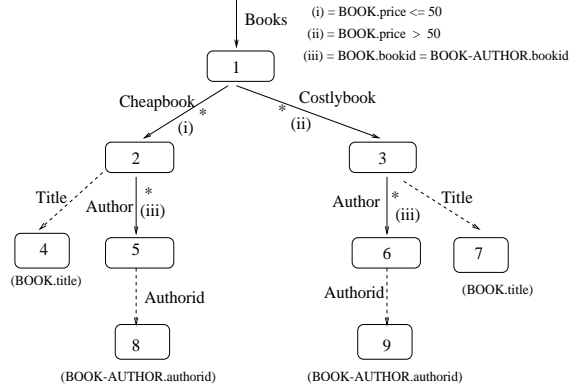 Books
(i) = BOOK.price <= 50
(ii) = BOOK.price > 50
(iii) = BOOK.bookid = BOOK-AUTHOR.bookid
1
Cheapbook
*
(i)
*
Costlybook
(ii)
2
3
Title
Author
*
(iii)
Author
*
(iii)
Title
4
5
6
7
(BOOK.title)
(BOOK.title)
Authorid
Authorid
8
9
(BOOK-AUTHOR.authorid)
(BOOK-AUTHOR.authorid)